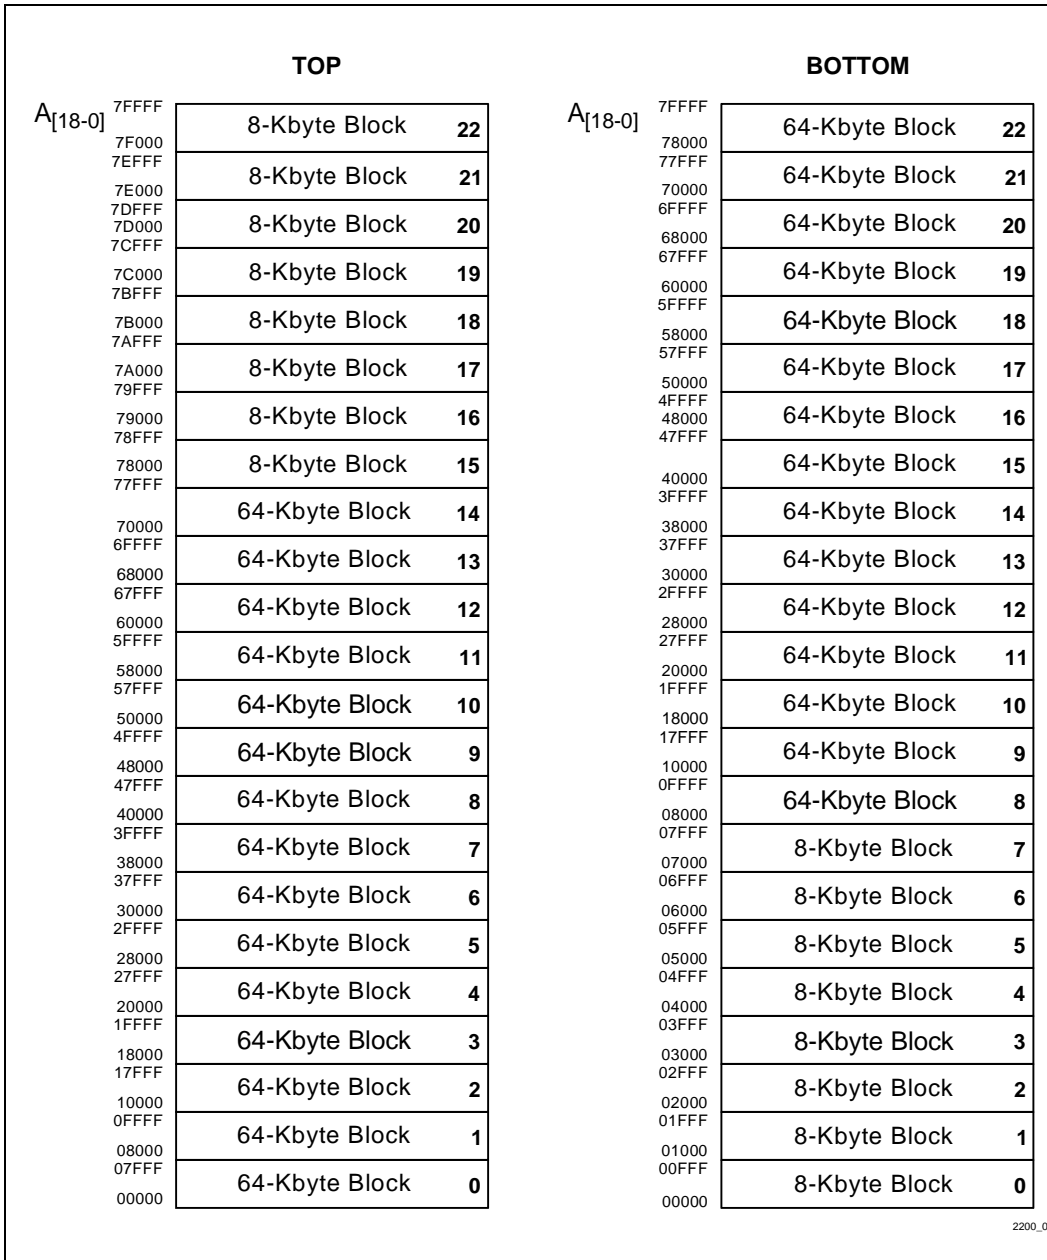 TOP
A[18-0]
7FFFF
8-Kbyte Block 22
7F000
7EFFF
8-Kbyte Block 21
7E000
7DFFF
8-Kbyte Block 20
7D000
7CFFF
8-Kbyte Block 19
7C000
7BFFF
8-Kbyte Block 18
7B000
7AFFF
8-Kbyte Block 17
7A000
79FFF
8-Kbyte Block 16
79000
78FFF
8-Kbyte Block 15
78000
77FFF
64-Kbyte Block 14
70000
6FFFF
64-Kbyte Block 13
68000
67FFF
64-Kbyte Block 12
60000
5FFFF
64-Kbyte Block 11
58000
57FFF
64-Kbyte Block 10
50000
4FFFF
64-Kbyte Block 9
48000
47FFF
64-Kbyte Block 8
40000
3FFFF
64-Kbyte Block 7
38000
37FFF
64-Kbyte Block 6
30000
2FFFF
64-Kbyte Block 5
28000
27FFF
64-Kbyte Block 4
20000
1FFFF
64-Kbyte Block 3
18000
17FFF
64-Kbyte Block 2
10000
0FFFF
64-Kbyte Block 1
08000
07FFF
64-Kbyte Block 0
00000
BOTTOM
A[18-0]
7FFFF
64-Kbyte Block 22
78000
77FFF
64-Kbyte Block 21
70000
6FFFF
64-Kbyte Block 20
68000
67FFF
64-Kbyte Block 19
60000
5FFFF
64-Kbyte Block 18
58000
57FFF
64-Kbyte Block 17
50000
4FFFF
64-Kbyte Block 16
48000
47FFF
64-Kbyte Block 15
40000
3FFFF
64-Kbyte Block 14
38000
37FFF
64-Kbyte Block 13
30000
2FFFF
64-Kbyte Block 12
28000
27FFF
64-Kbyte Block 11
20000
1FFFF
64-Kbyte Block 10
18000
17FFF
64-Kbyte Block 9
10000
0FFFF
64-Kbyte Block 8
08000
07FFF
8-Kbyte Block 7
07000
06FFF
8-Kbyte Block 6
06000
05FFF
8-Kbyte Block 5
05000
04FFF
8-Kbyte Block 4
04000
03FFF
8-Kbyte Block 3
03000
02FFF
8-Kbyte Block 2
02000
01FFF
8-Kbyte Block 1
01000
00FFF
8-Kbyte Block 0
00000
2200_0